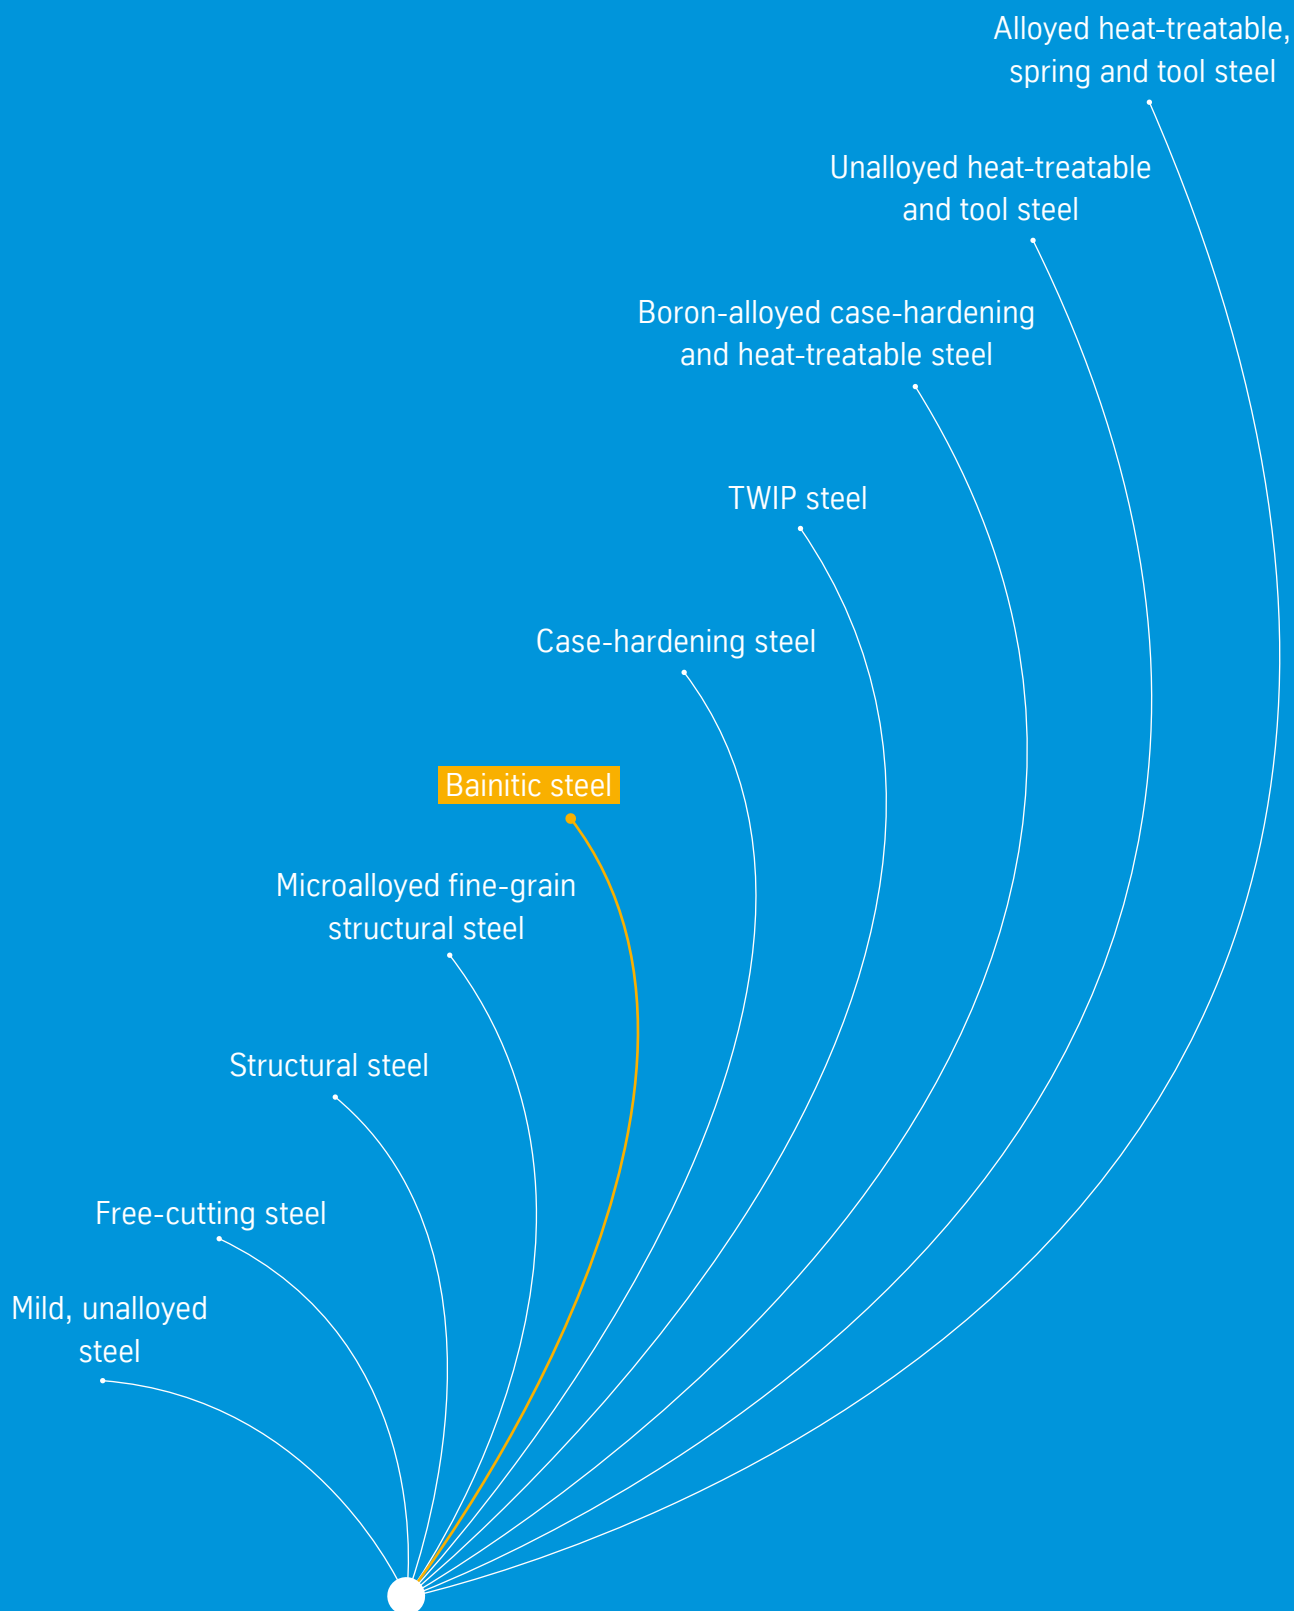 Alloyed heat-treatable,
spring and tool steel
Unalloyed heat-treatable
and tool steel
Boron-alloyed case-hardening
and heat-treatable steel
TWIP steel
Case-hardening steel
Bainitic steel
Microalloyed fine-grain
structural steel
Structural steel
Free-cutting steel
Mild, unalloyed
steel